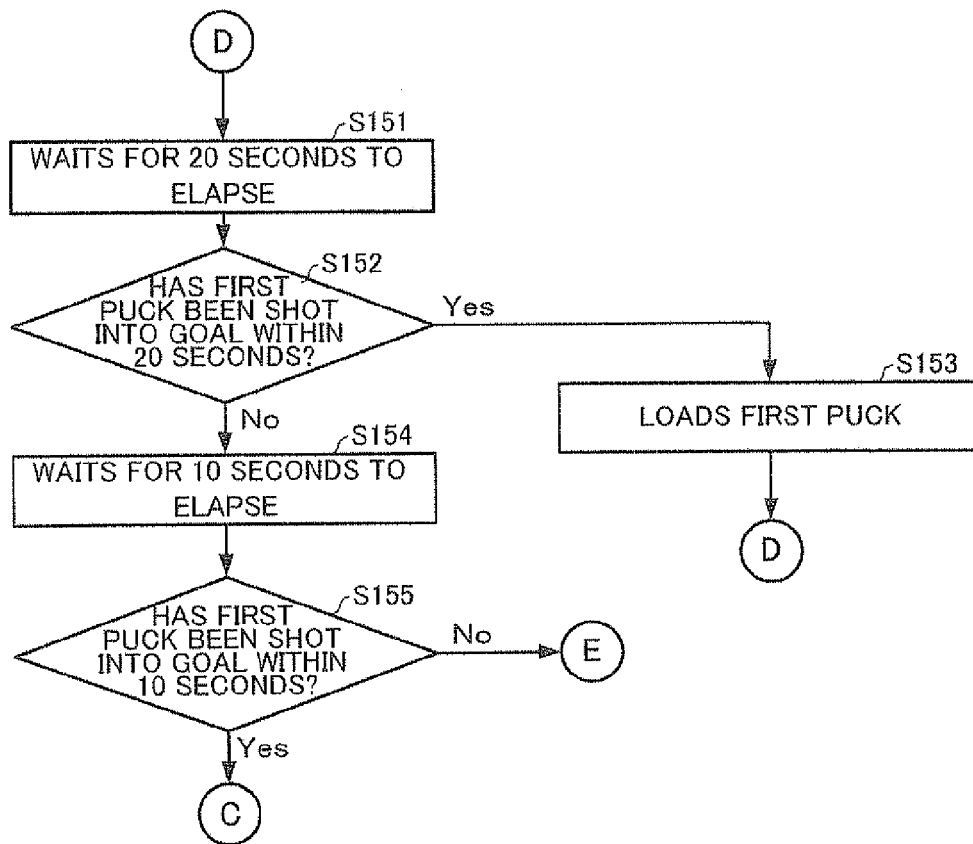 D
S151
WAITS FOR 20 SECONDS TO
ELAPSE
S152
HAS FIRST
PUCK BEEN SHOT
INTO GOAL WITHIN
20 SECONDS?
Yes
S153
LOADS FIRST PUCK
D
No
S154
WAITS FOR 10 SECONDS TO
ELAPSE
S155
HAS FIRST
PUCK BEEN SHOT
INTO GOAL WITHIN
10 SECONDS?
No
E
Yes
C